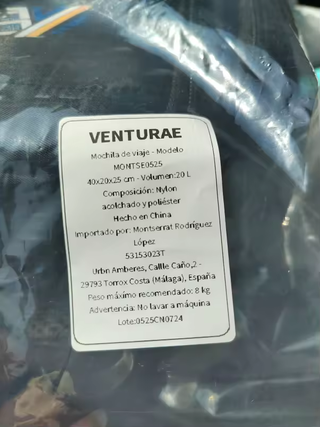 VENTURAE
Mochila de viaje - Modelo
MONTSE0525
40x20x25 cm - Volumen:20 L
Composición: Nylon
acolchado y poliéster
Hecho en China
Importado por: Montserrat Rodríguez
López
53153023T
Urbn Amberes, Callle Caño,2 -
29793 Torrox Costa (Málaga), España
Peso máximo recomendado: 8 kg
Advertencia: No lavar a máquina
Lote:0525CN0724